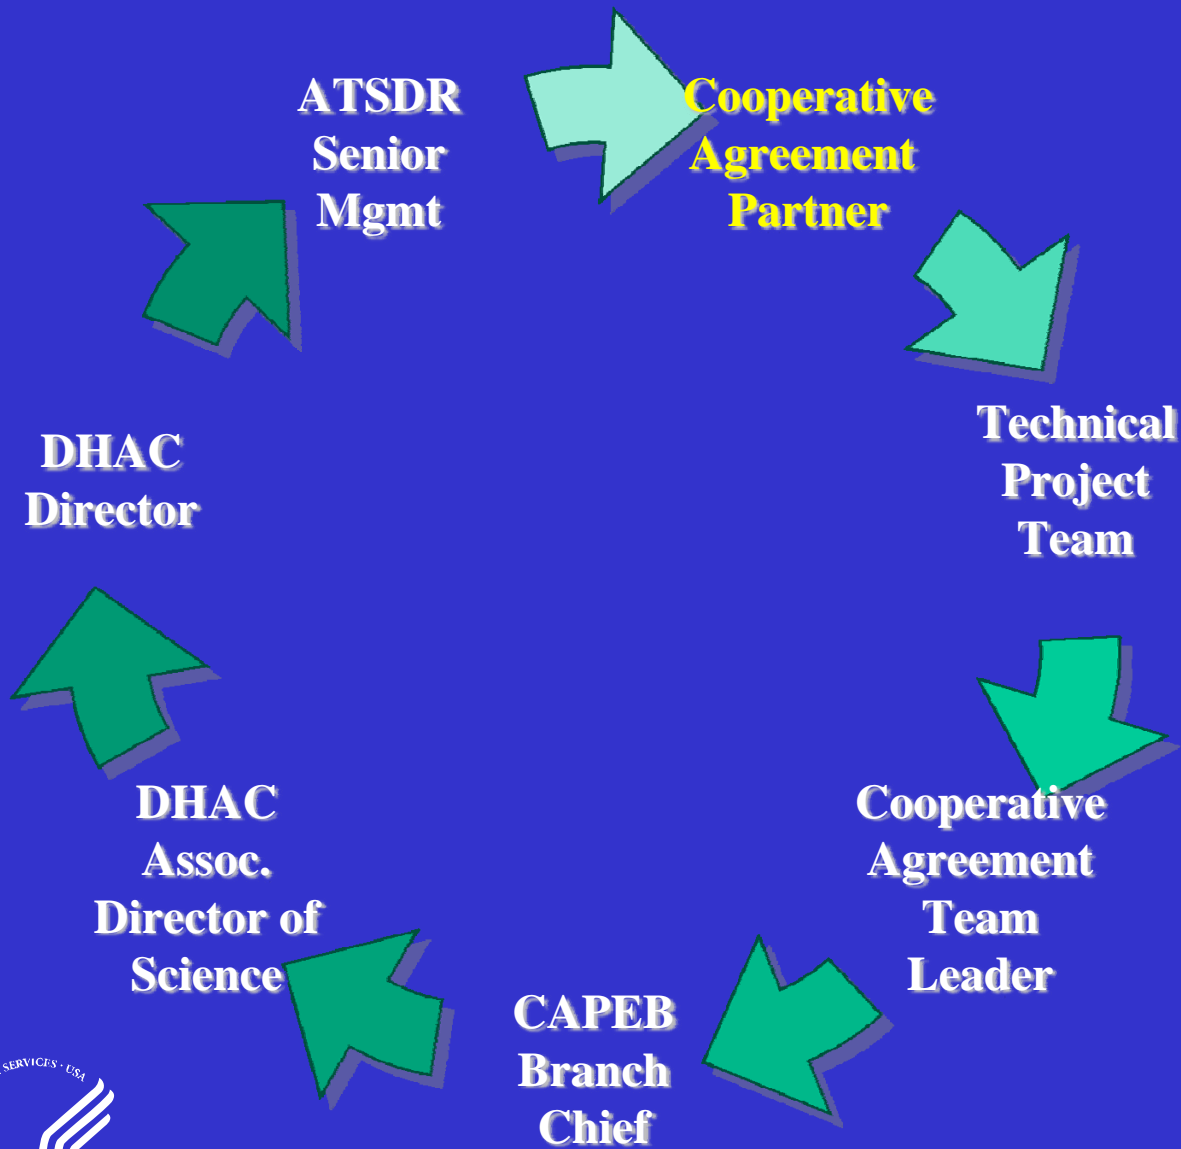 ATSDR
Senior
Mgmt
Cooperative
Agreement
Partner
Technical
Project
Team
Cooperative
Agreement
Team
Leader
CAPEB
Branch
Chief
DHAC
Assoc.
Director of
Science
DHAC
Director
SERVICES · USA